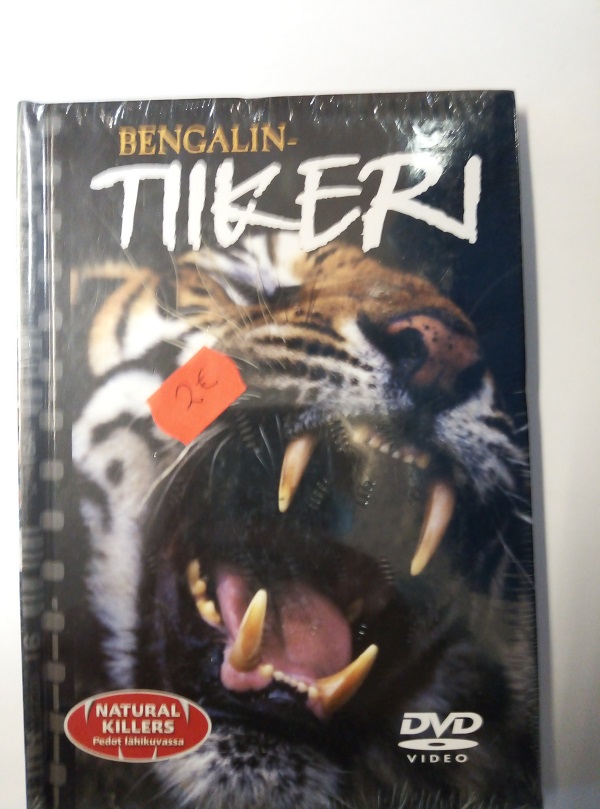 BENGALIN-
TIIKERI
2€
NATURAL
KILLERS
Pedot lähikuvassa
DVD
VIDEO